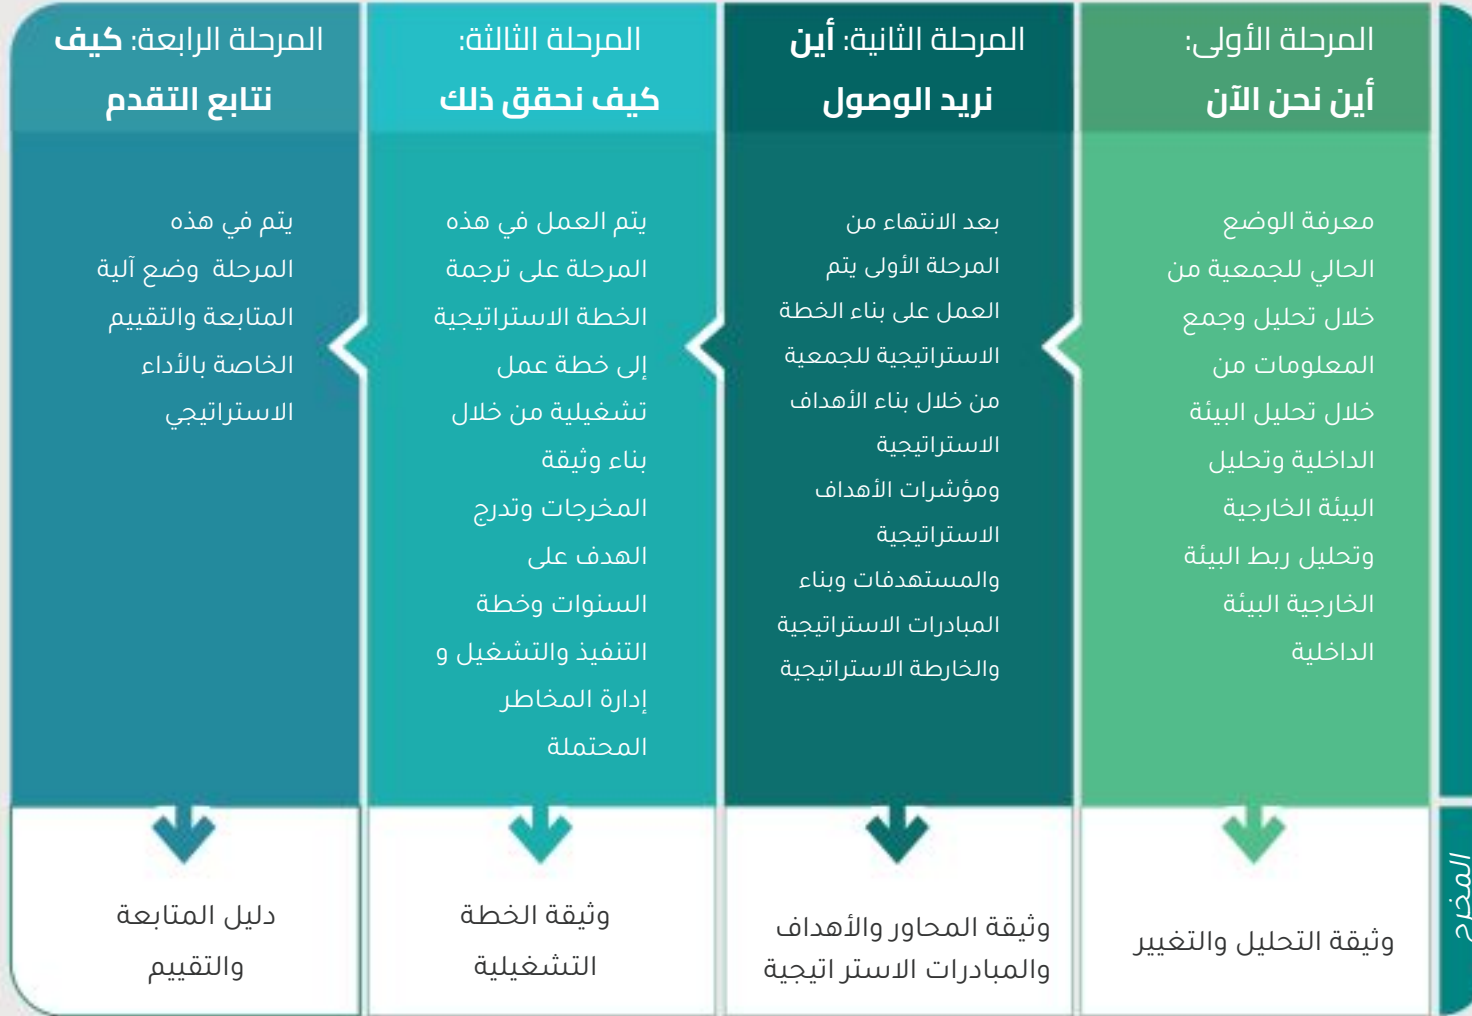 المرحلة الأولى:
أين نحن الآن
معرفة الوضع
الحالي للجمعية من
خلال تحليل وجمع
المعلومات من
خلال تحليل البيئة
الداخلية وتحليل
البيئة الخارجية
وتحليل ربط البيئة
الخارجية البيئة
الداخلية
المرحلة الثانية: أين
نريد الوصول
بعد الانتهاء من
المرحلة الأولى يتم
العمل على بناء الخطة
الاستراتيجية للجمعية
من خلال بناء الأهداف
الاستراتيجية
ومؤشرات الأهداف
الاستراتيجية
والمستهدفات وبناء
المبادرات الاستراتيجية
والخارطة الاستراتيجية
المرحلة الثالثة:
كيف نحقق ذلك
يتم العمل في هذه
المرحلة على ترجمة
الخطة الاستراتيجية
إلى خطة عمل
تشغيلية من خلال
بناء وثيقة
المخرجات وتدرج
الهدف على
السنوات وخطة
التنفيذ والتشغيل و
إدارة المخاطر
المحتملة
المرحلة الرابعة: كيف
نتابع التقدم
يتم في هذه
المرحلة وضع آلية
المتابعة والتقييم
الخاصة بالأداء
الاستراتيجي
المخرج
وثيقة التحليل والتغيير
وثيقة المحاور والأهداف
والمبادرات الاستر اتيجية
وثيقة الخطة
التشغيلية
دليل المتابعة
والتقييم